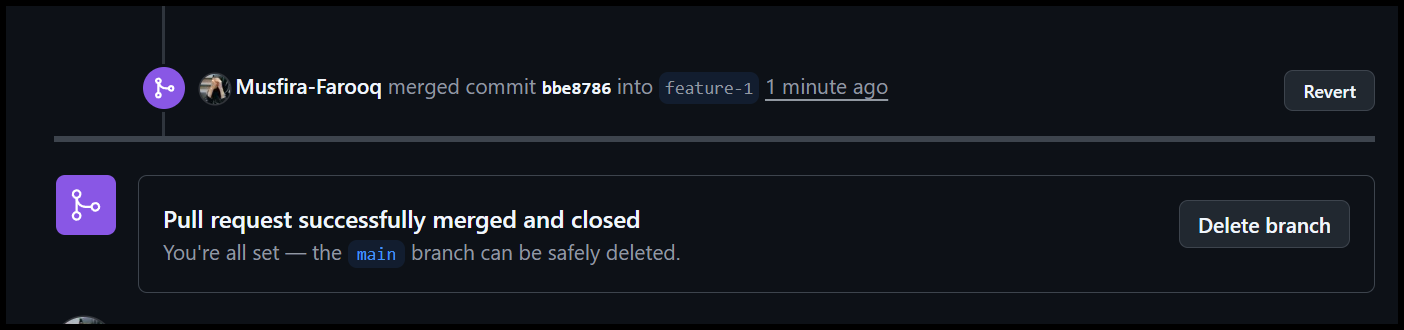 Musfira-Farooq merged commit bbe8786 into feature-1 1 minute ago
Revert
Pull request successfully merged and closed
You're all set — the main branch can be safely deleted.
Delete branch